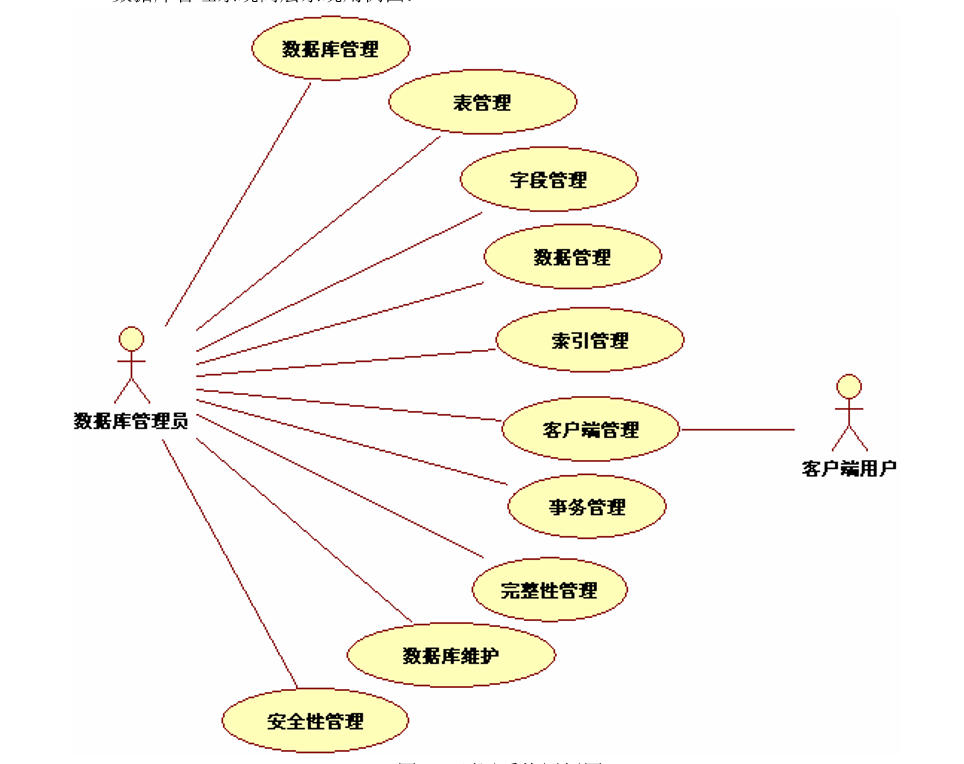 数据库管理
表管理
字段管理
数据管理
索引管理
数据库管理员
客户端管理
客户端用户
事务管理
完整性管理
数据库维护
安全性管理